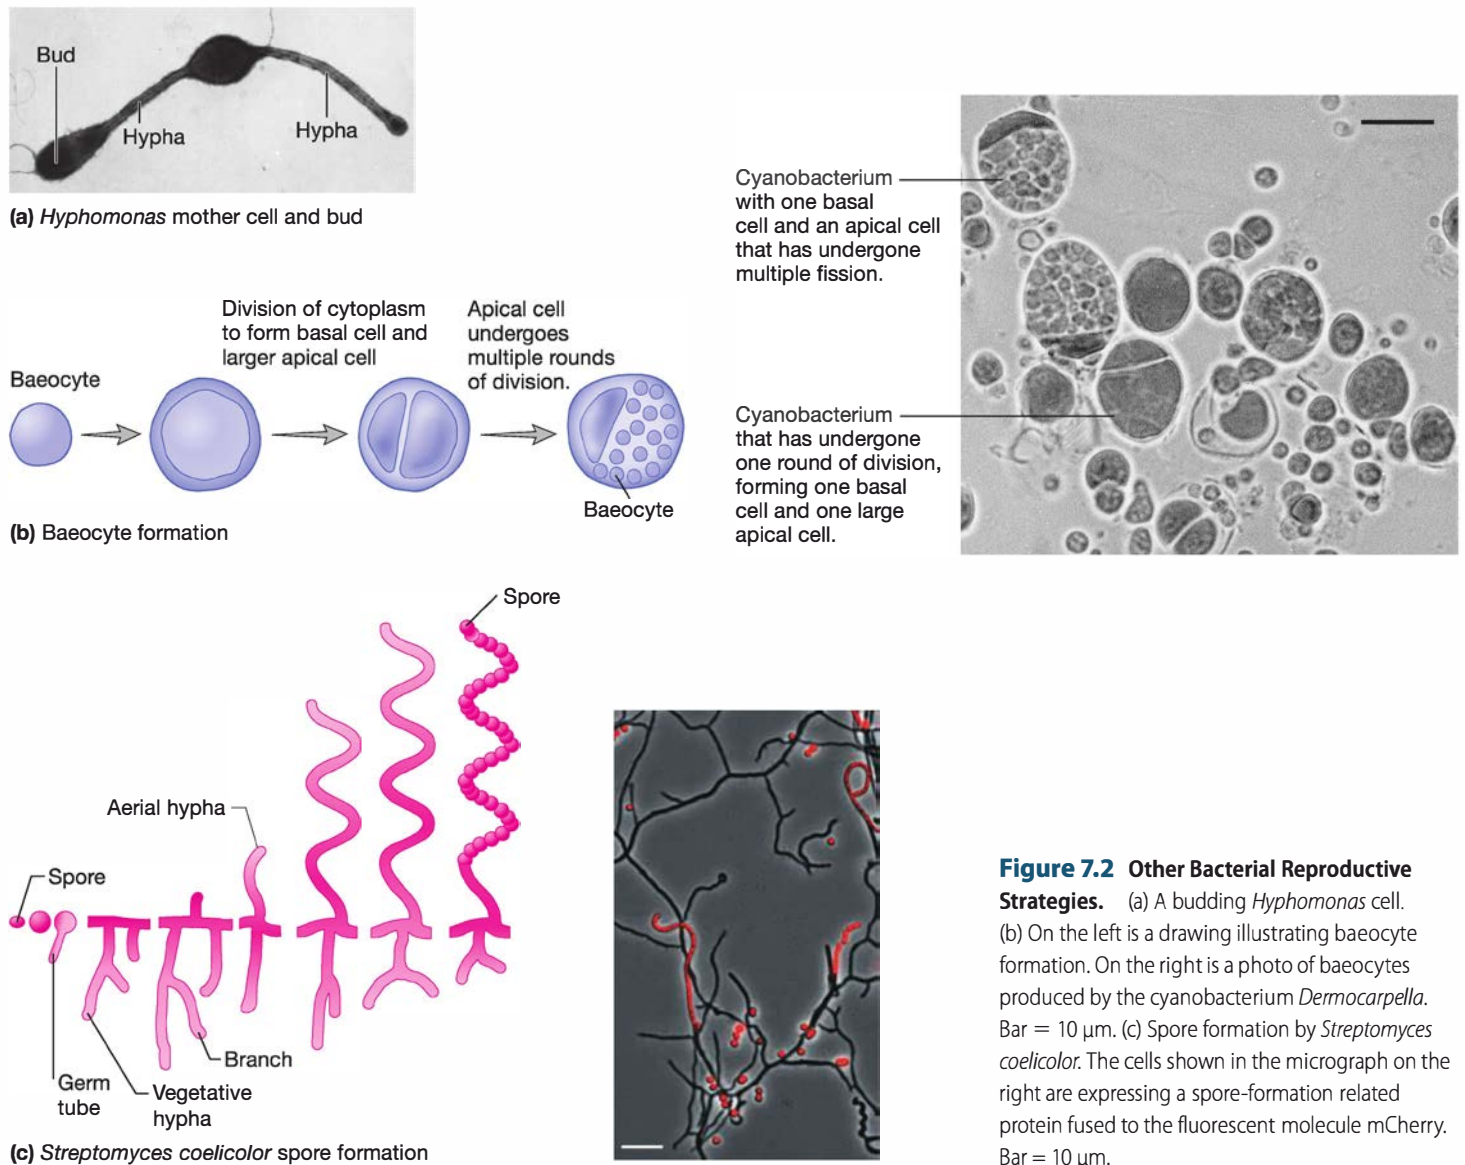 Bud
Hypha
Hypha
(a) Hyphomonas mother cell and bud
Baeocyte
Division of cytoplasm
to form basal cell and
larger apical cell
Apical cell
undergoes
multiple rounds
of division.
Baeocyte
(b) Baeocyte formation
Cyanobacterium
with one basal
cell and an apical cell
that has undergone
multiple fission.
Cyanobacterium
that has undergone
one round of division,
forming one basal
cell and one large
apical cell.
Spore
Aerial hypha
Spore
Branch
Germ
tube
Vegetative
hypha
(c) Streptomyces coelicolor spore formation
Figure 7.2 Other Bacterial Reproductive
Strategies. (a) A budding Hyphomonas cell.
(b) On the left is a drawing illustrating baeocyte
formation. On the right is a photo of baeocytes
produced by the cyanobacterium Dermocarpella.
Bar = 10 μm. (c) Spore formation by Streptomyces
coelicolor. The cells shown in the micrograph on the
right are expressing a spore-formation related
protein fused to the fluorescent molecule mCherry.
Bar = 10 μm.